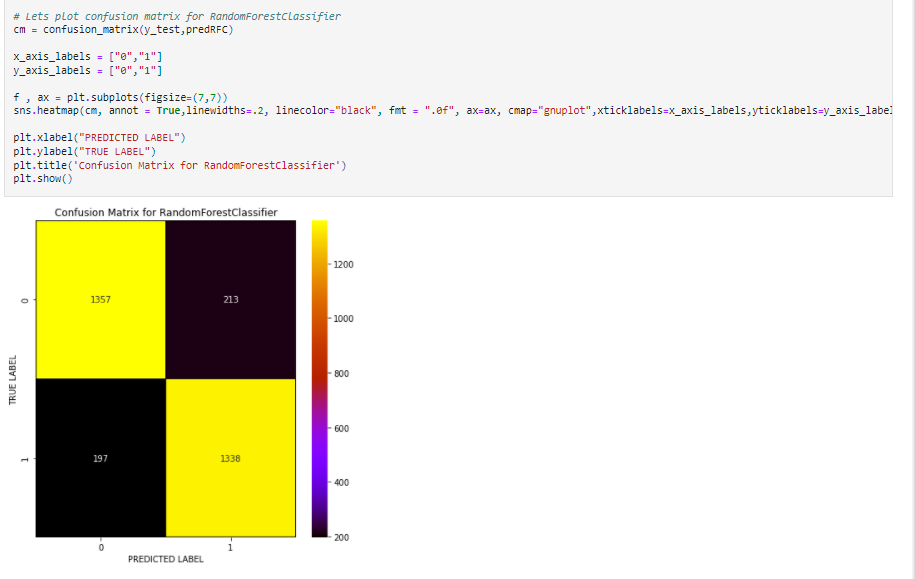 # Lets plot confusion matrix for RandomForestClassifier
cm = confusion_matrix(y_test,predRFC)
x_axis_labels = ["0","1"]
y_axis_labels = ["0","1"]
f , ax = plt.subplots(figsize=(7,7))
sns.heatmap(cm, annot = True,linewidths=.2, linecolor="black", fmt = ".0f", ax=ax, cmap="gnuplot",xticklabels=x_axis_labels,yticklabels=y_axis_label
plt.xlabel("PREDICTED LABEL")
plt.ylabel("TRUE LABEL")
plt.title('Confusion Matrix for RandomForestClassifier')
plt.show()
Confusion Matrix for RandomForestClassifier
1357
213
197
1338
0
1
TRUE LABEL
0
1
PREDICTED LABEL
1200
1000
800
600
400
200